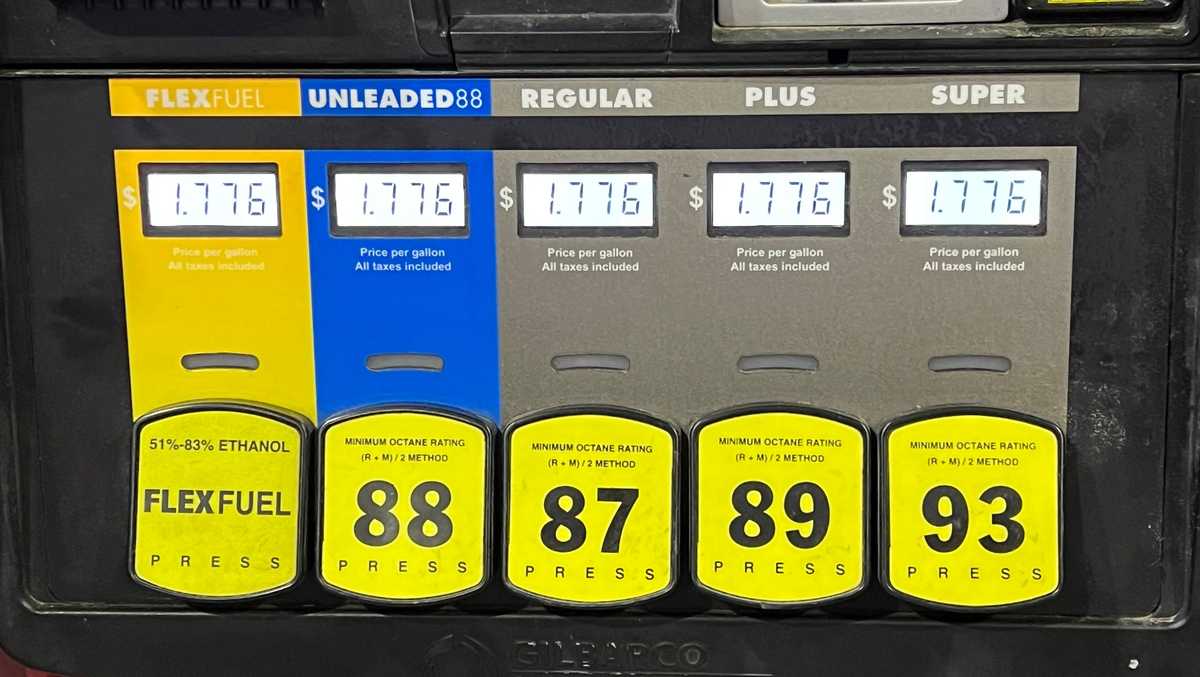 FLEXFUEL UNLEADED88 REGULAR PLUS SUPER
$ 1.776 $ 1.776 $ 1.776 $ 1.776 $ 1.776
Price per gallon Price per gallon Price per gallon Price per gallon Price per gallon
All taxes included All taxes included All taxes included All taxes included All taxes included
51%-83% ETHANOL
FLEXFUEL
PRESS
MINIMUM OCTANE RATING
(R + M) / 2 METHOD
88
PRESS
MINIMUM OCTANE RATING
(R + M) / 2 METHOD
87
PRESS
MINIMUM OCTANE RATING
(R + M) / 2 METHOD
89
PRESS
MINIMUM OCTANE RATING
(R + M) / 2 METHOD
93
PRESS
GILBARCO